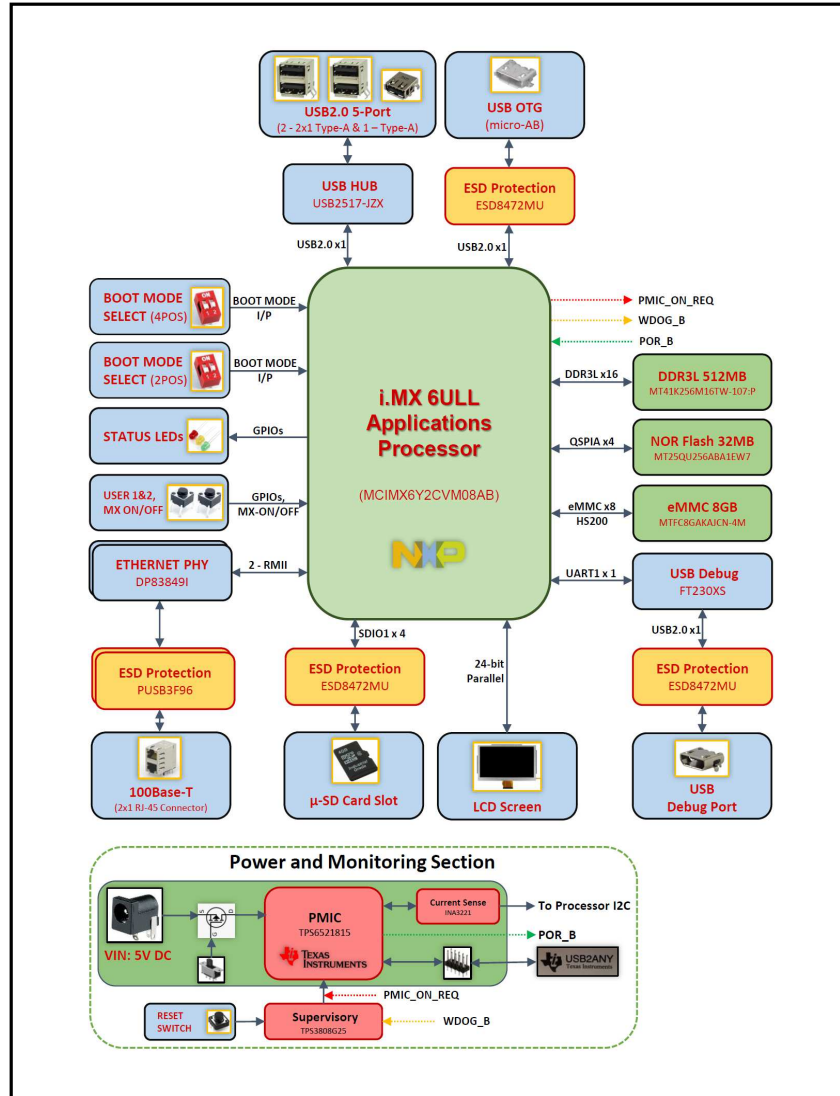 USB2.0 5-Port
(2 - 2x1 Type-A & 1 – Type-A)
USB OTG
(micro-AB)
USB HUB
USB2517-JZX
ESD Protection
ESD8472MU
USB2.0 x1
USB2.0 x1
BOOT MODE
SELECT (4POS)
BOOT MODE
I/P
BOOT MODE
SELECT (2POS)
BOOT MODE
I/P
STATUS LEDs
GPIOs
USER 1&2,
MX ON/OFF
GPIOs,
MX-ON/OFF
ETHERNET PHY
DP83849I
2 - RMII
i.MX 6ULL
Applications
Processor
(MCIMX6Y2CVM08AB)
NXP
PMIC_ON_REQ
WDOG_B
POR_B
DDR3L x16
DDR3L 512MB
MT41K256M16TW-107:P
QSPIA x4
NOR Flash 32MB
MT25QU256ABA1EW7
eMMC x8
HS200
eMMC 8GB
MTFC8GAKAJCN-4M
UART1 x 1
USB Debug
FT230XS
USB2.0 x1
ESD Protection
PUSB3F96
SDIO1 x 4
ESD Protection
ESD8472MU
24-bit
Parallel
ESD Protection
ESD8472MU
100Base-T
(2x1 RJ-45 Connector)
µ-SD Card Slot
LCD Screen
USB
Debug Port
Power and Monitoring Section
VIN: 5V DC
S
D
G
PMIC
TPS6521815
TEXAS
INSTRUMENTS
Current Sense
INA3221
To Processor I2C
POR_B
USB2ANY
Texas Instruments
PMIC_ON_REQ
RESET
SWITCH
Supervisory
TPS3808G25
WDOG_B